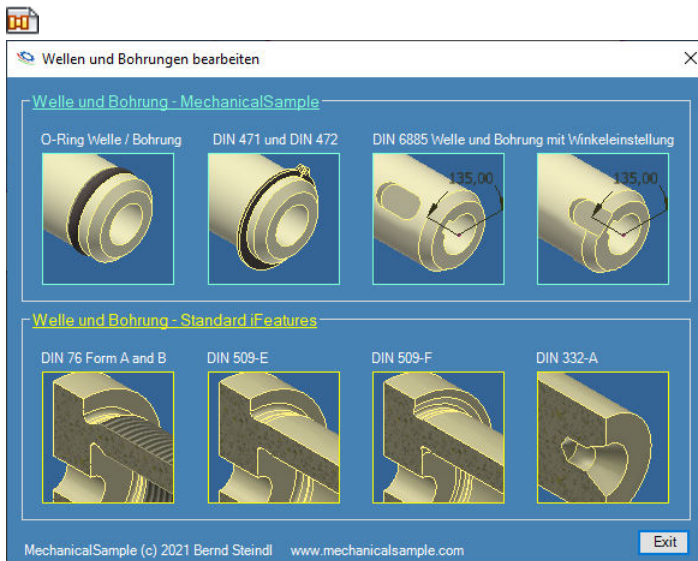 Wellen und Bohrungen bearbeiten
Welle und Bohrung - MechanicalSample
O-Ring Welle / Bohrung
DIN 471 und DIN 472
DIN 6885 Welle und Bohrung mit Winkeleinstellung
135,00
135,00
Welle und Bohrung - Standard iFeatures
DIN 76 Form A and B
DIN 509-E
DIN 509-F
DIN 332-A
MechanicalSample (c) 2021 Bernd Steindl www.mechanicalsample.com
Exit